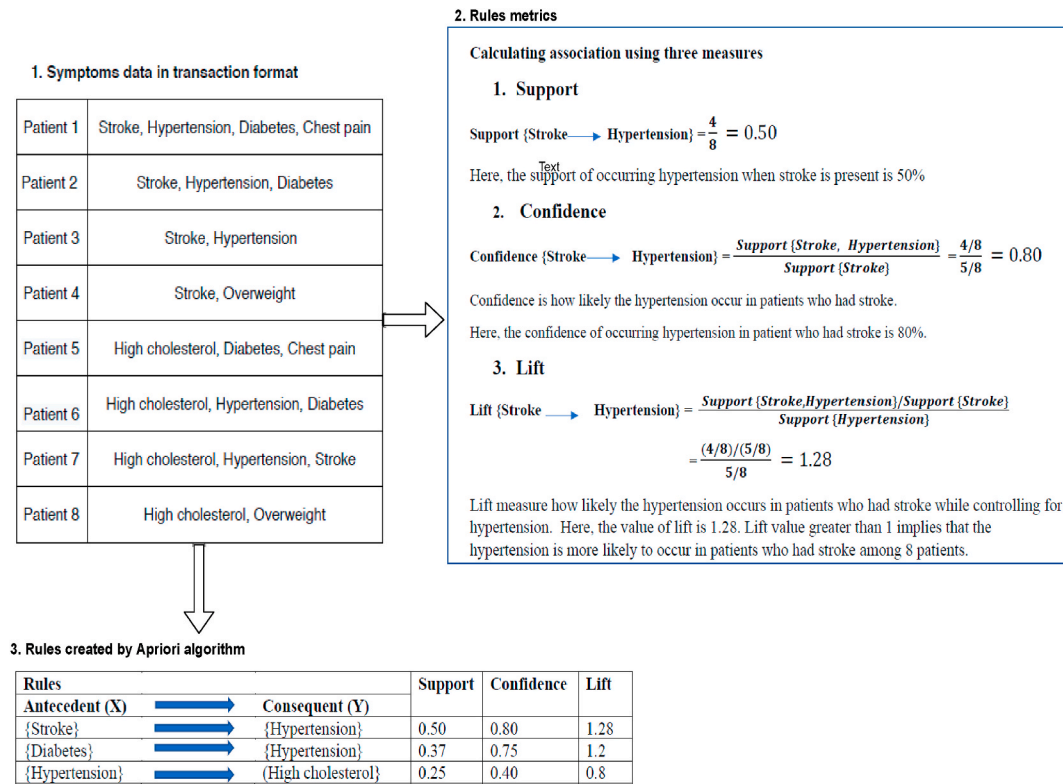 2. Rules metrics
1. Symptoms data in transaction format
Patient 1 Stroke, Hypertension, Diabetes, Chest pain
Patient 2 Stroke, Hypertension, Diabetes
Patient 3 Stroke, Hypertension
Patient 4 Stroke, Overweight
Patient 5 High cholesterol, Diabetes, Chest pain
Patient 6 High cholesterol, Hypertension, Diabetes
Patient 7 High cholesterol, Hypertension, Stroke
Patient 8 High cholesterol, Overweight
Calculating association using three measures
1. Support
Support {Stroke → Hypertension} = 4/8 = 0.50
Text
Here, the support of occurring hypertension when stroke is present is 50%
2. Confidence
Confidence {Stroke → Hypertension} = Support {Stroke, Hypertension} / Support {Stroke} = 4/8 / 5/8 = 0.80
Confidence is how likely the hypertension occur in patients who had stroke.
Here, the confidence of occurring hypertension in patient who had stroke is 80%.
3. Lift
Lift {Stroke → Hypertension} = Support {Stroke,Hypertension}/Support {Stroke} / Support {Hypertension}
= (4/8)/(5/8) / 5/8 = 1.28
Lift measure how likely the hypertension occurs in patients who had stroke while controlling for
hypertension. Here, the value of lift is 1.28. Lift value greater than 1 implies that the
hypertension is more likely to occur in patients who had stroke among 8 patients.
3. Rules created by Apriori algorithm
Rules Support Confidence Lift
Antecedent (X) Consequent (Y)
{Stroke} {Hypertension} 0.50 0.80 1.28
{Diabetes} {Hypertension} 0.37 0.75 1.2
{Hypertension} (High cholesterol} 0.25 0.40 0.8